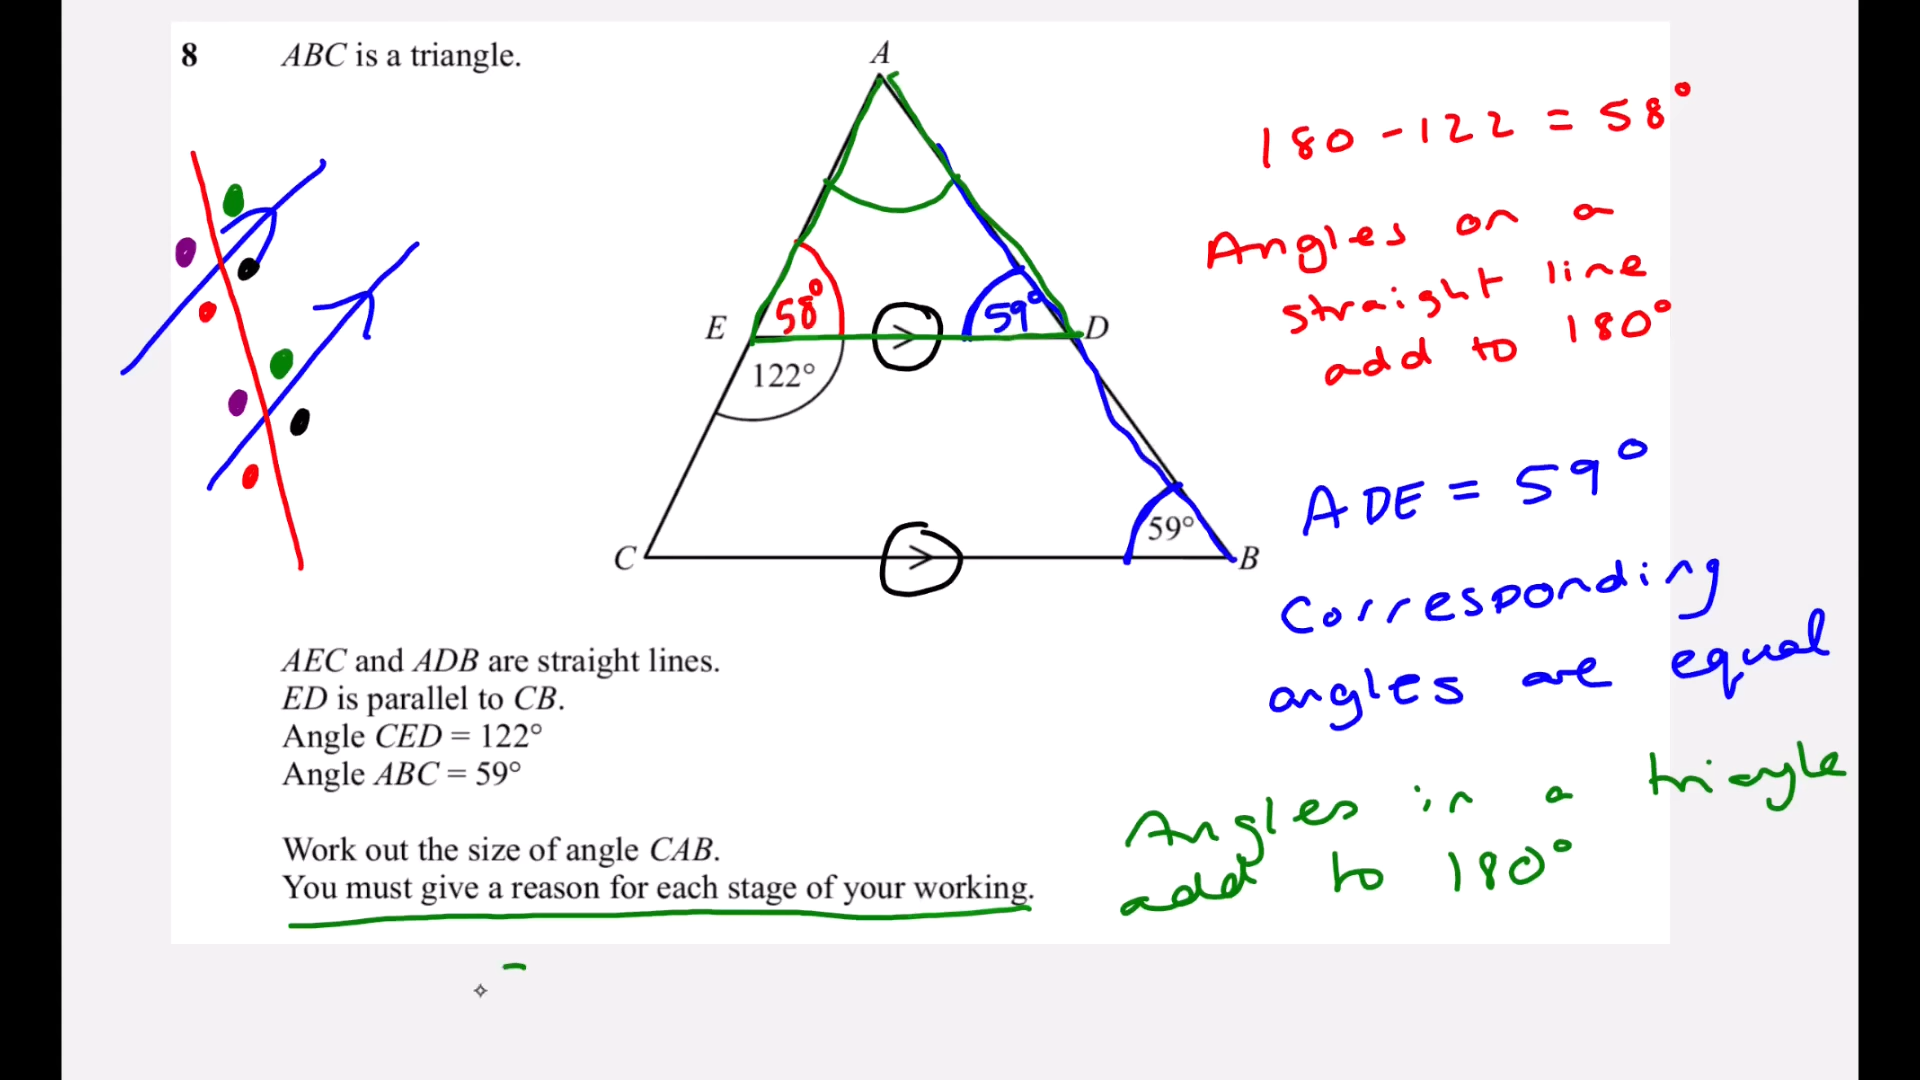 8 ABC is a triangle.
A
E
58°
59°
D
122°
C
59°
B
AEC and ADB are straight lines.
ED is parallel to CB.
Angle CED = 122°
Angle ABC = 59°
Work out the size of angle CAB.
You must give a reason for each stage of your working.
180 - 122 = 58°
Angles on a
straight line
add to 180°
ADE = 59°
Corresponding
angles are equal
Angles in a triangle
add to 180°